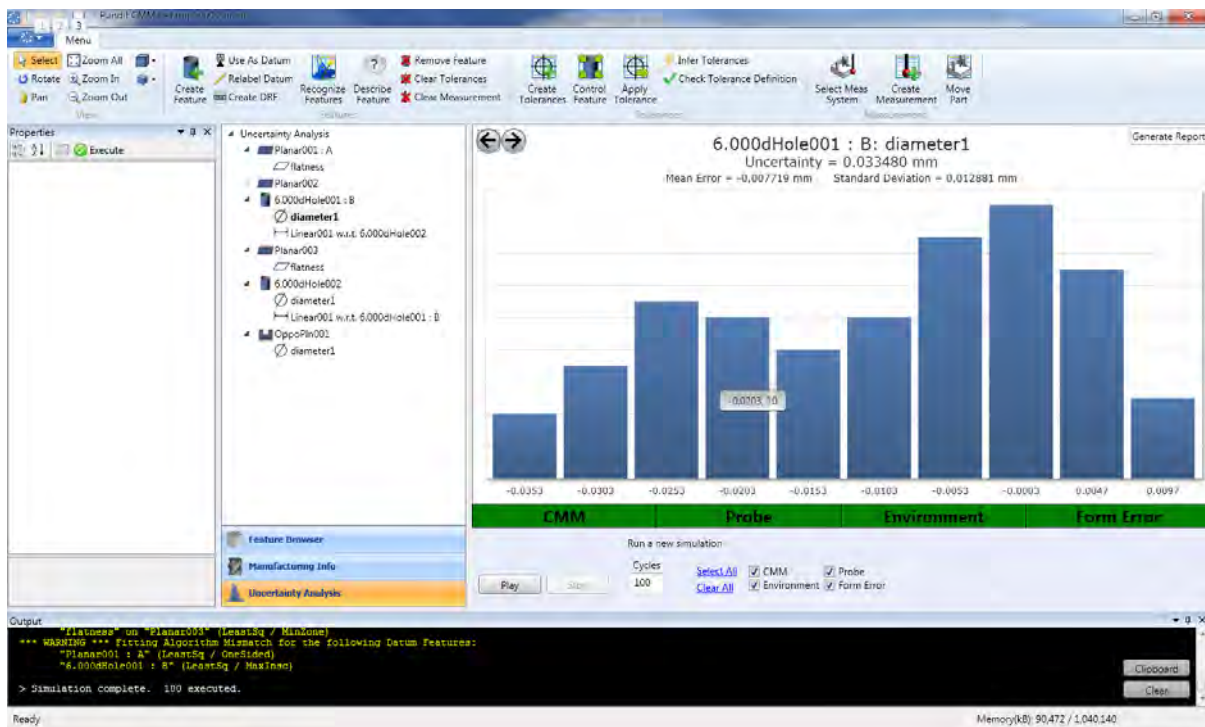 Menu
Select Zoom All
Rotate Zoom In
Pan Zoom Out
View
Create Feature
Use As Datum
Relabel Datum
Create DRF
Recognize Features
Describe Feature
Remove Feature
Clear Tolerances
Clear Measurement
Features
Create Tolerances
Control Feature
Apply Tolerance
Infer Tolerances
Check Tolerance Definition
Tolerances
Select Meas System
Create Measurement
Move Part
Measurement
Properties
Execute
Uncertainty Analysis
Planar001 : A
flatness
Planar002
6.000dHole001 : B
diameter1
Linear001 w.r.t. 6.000dHole002
Planar003
flatness
6.000dHole002
diameter1
Linear001 w.r.t. 6.000dHole001 : B
OppoPln001
diameter1
Feature Browser
Manufacturing Info
Uncertainty Analysis
6.000dHole001 : B: diameter1
Generate Report
Uncertainty = 0.033480 mm
Mean Error = -0.007719 mm Standard Deviation = 0.012881 mm
-0.0203, 10
-0.0353 -0.0303 -0.0253 -0.0203 -0.0153 -0.0103 -0.0053 -0.0003 0.0047 0.0097
CMM Probe Environment Form Error
Run a new simulation
Play Stop
Cycles
100
Select All CMM Probe
Clear All Environment Form Error
Output
"flatness" on "Planar003" (LeastSq / MinZone)
*** WARNING *** Fitting Algorithm Mismatch for the following Datum Features:
"Planar001 : A" (LeastSq / OneSided)
"6.000dHole001 : B" (LeastSq / MaxInsc)
> Simulation complete. 100 executed.
Clipboard
Clear
Ready
Memory(kB): 90,472 / 1,040,140